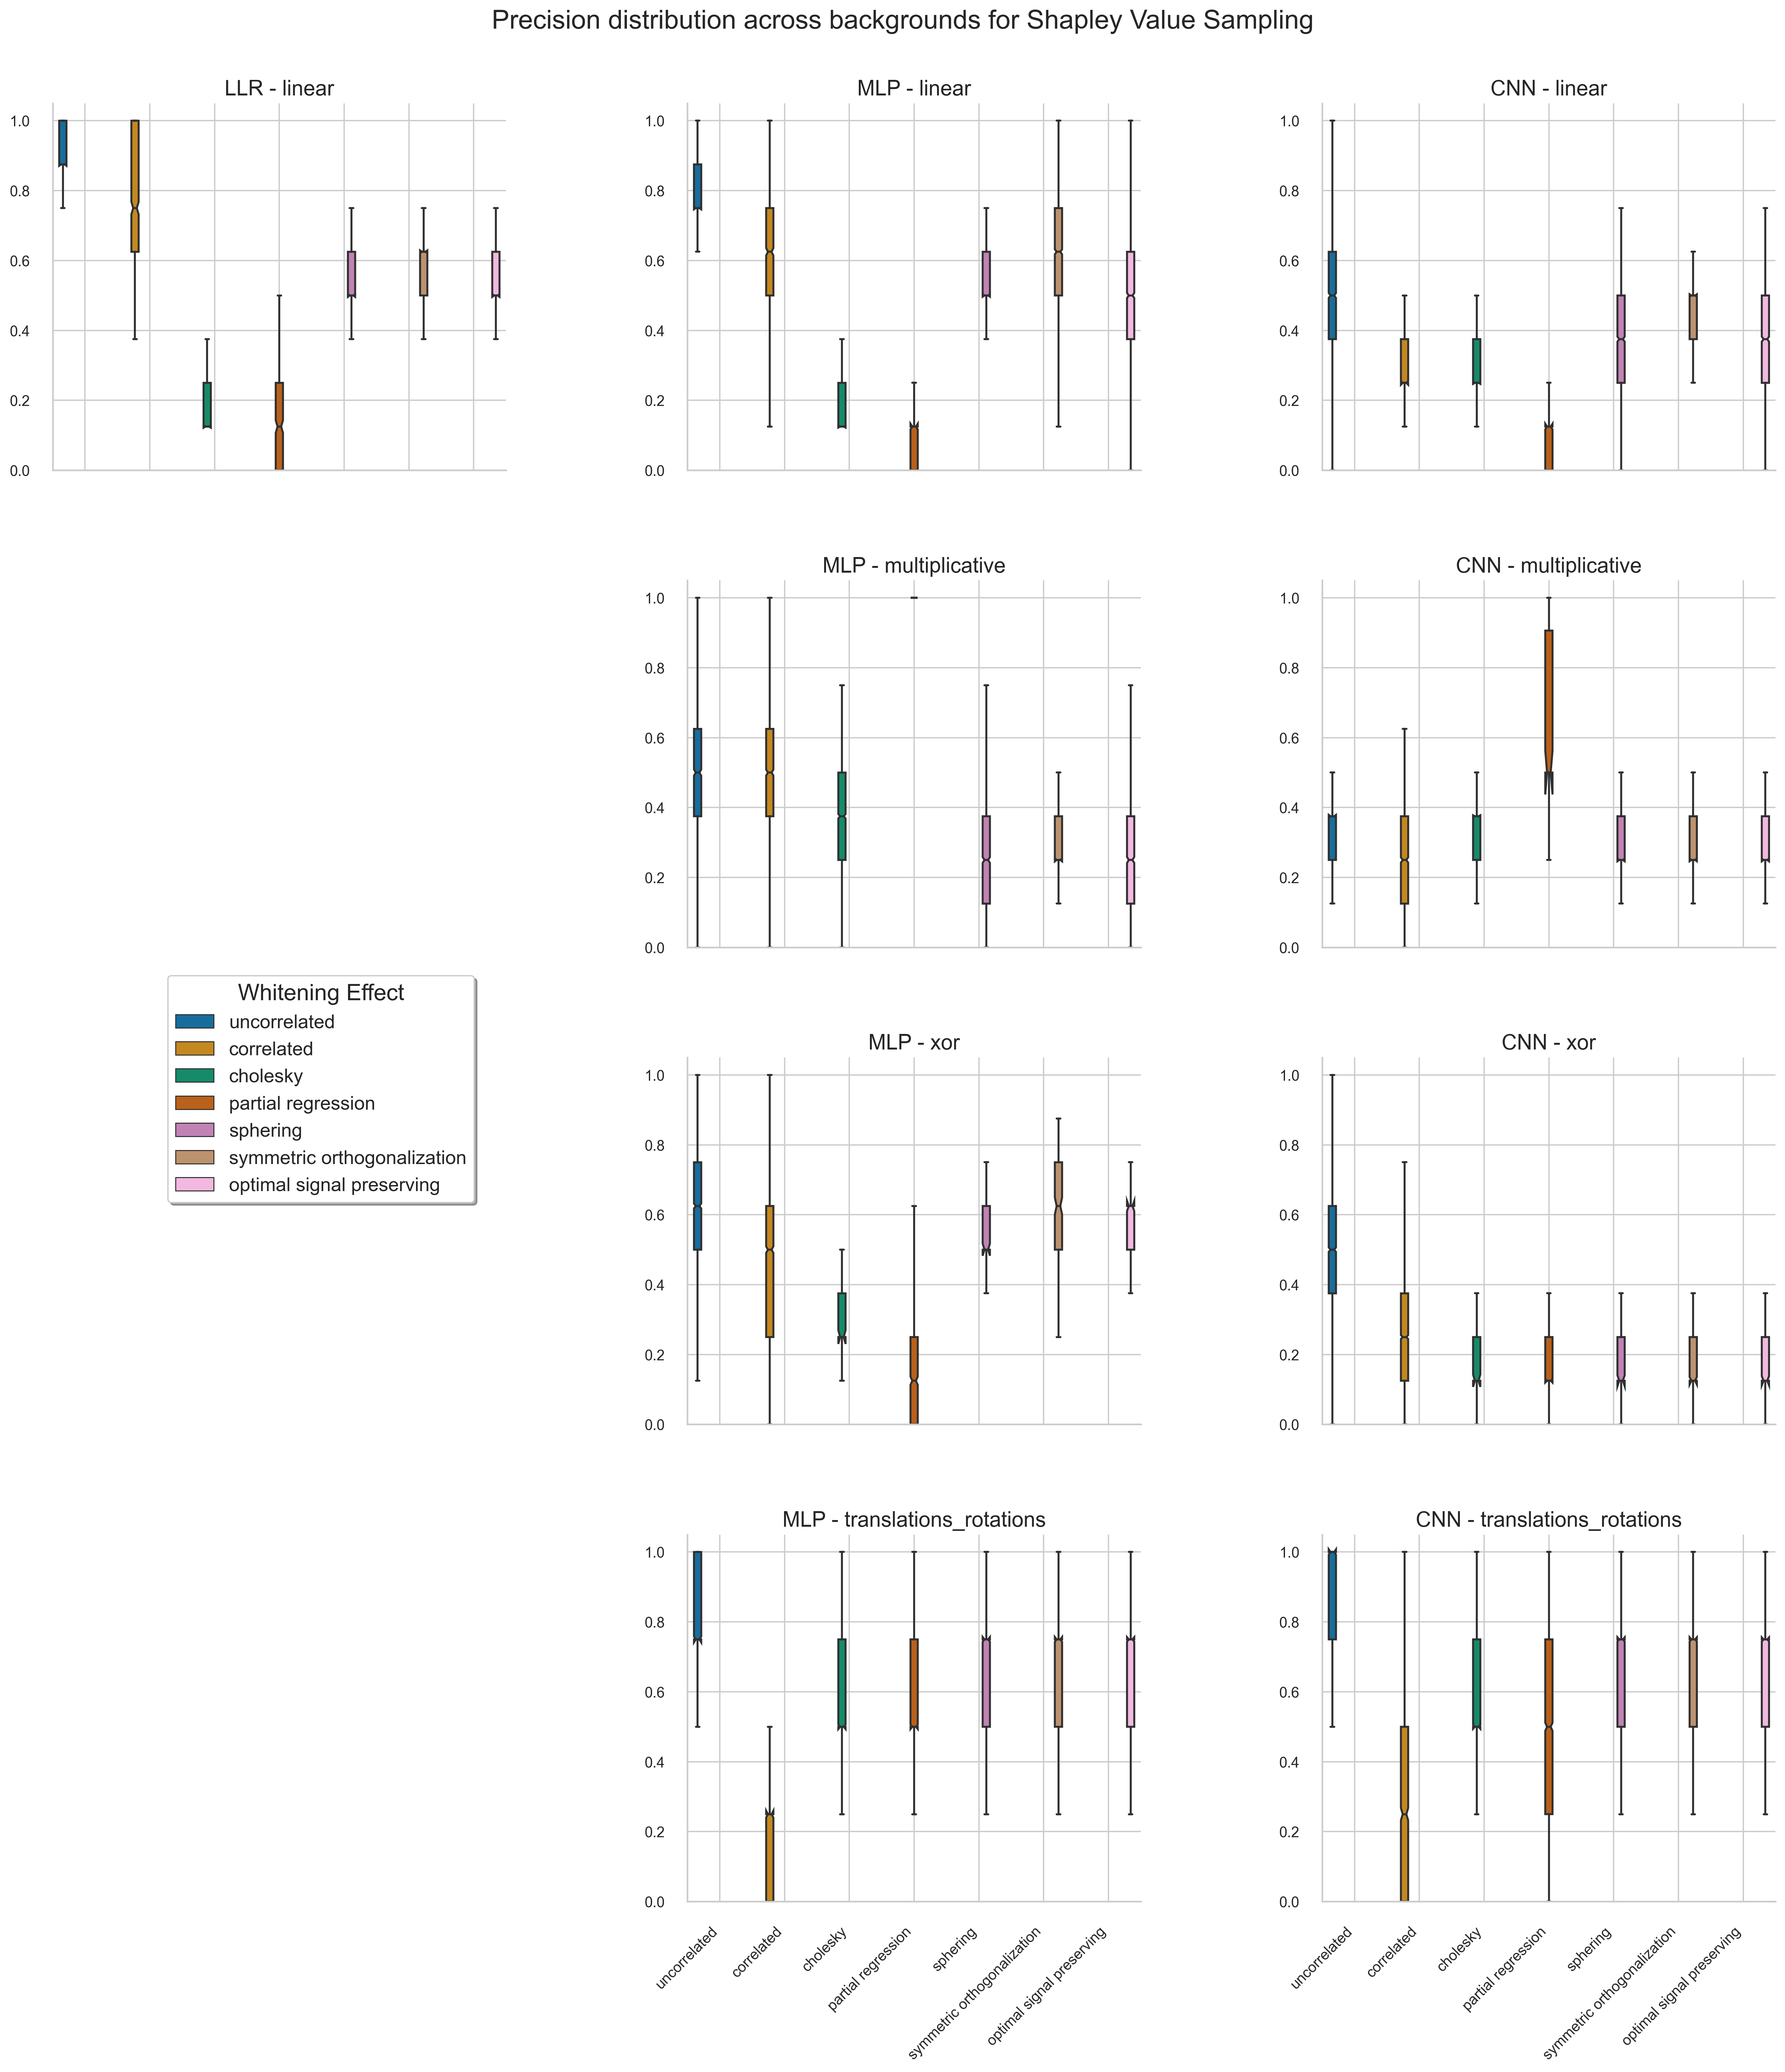 Precision distribution across backgrounds for Shapley Value Sampling
LLR - linear
MLP - linear
CNN - linear
1.0
0.8
0.6
0.4
0.2
0.0
1.0
0.8
0.6
0.4
0.2
0.0
1.0
0.8
0.6
0.4
0.2
0.0
MLP - multiplicative
CNN - multiplicative
1.0
0.8
0.6
0.4
0.2
0.0
1.0
0.8
0.6
0.4
0.2
0.0
Whitening Effect
uncorrelated
correlated
cholesky
partial regression
sphering
symmetric orthogonalization
optimal signal preserving
MLP - xor
CNN - xor
1.0
0.8
0.6
0.4
0.2
0.0
1.0
0.8
0.6
0.4
0.2
0.0
MLP - translations_rotations
CNN - translations_rotations
1.0
0.8
0.6
0.4
0.2
0.0
1.0
0.8
0.6
0.4
0.2
0.0
uncorrelated
correlated
cholesky
partial regression
sphering
symmetric orthogonalization
optimal signal preserving
uncorrelated
correlated
cholesky
partial regression
sphering
symmetric orthogonalization
optimal signal preserving